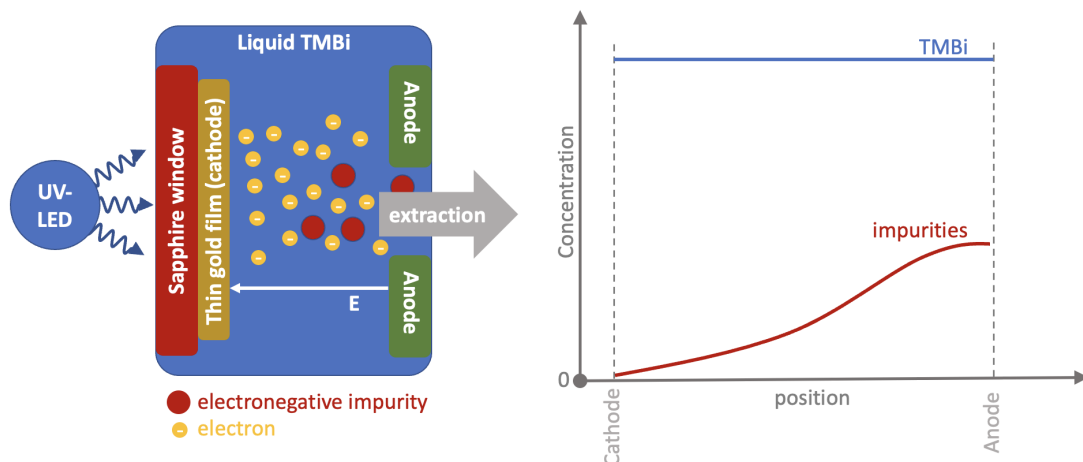 Liquid TMBi
UV-
LED
Sapphire window
Thin gold film (cathode)
Anode
extraction
E
Anode
electronegative impurity
electron
Concentration
TMBi
impurities
0
Cathode
position
Anode